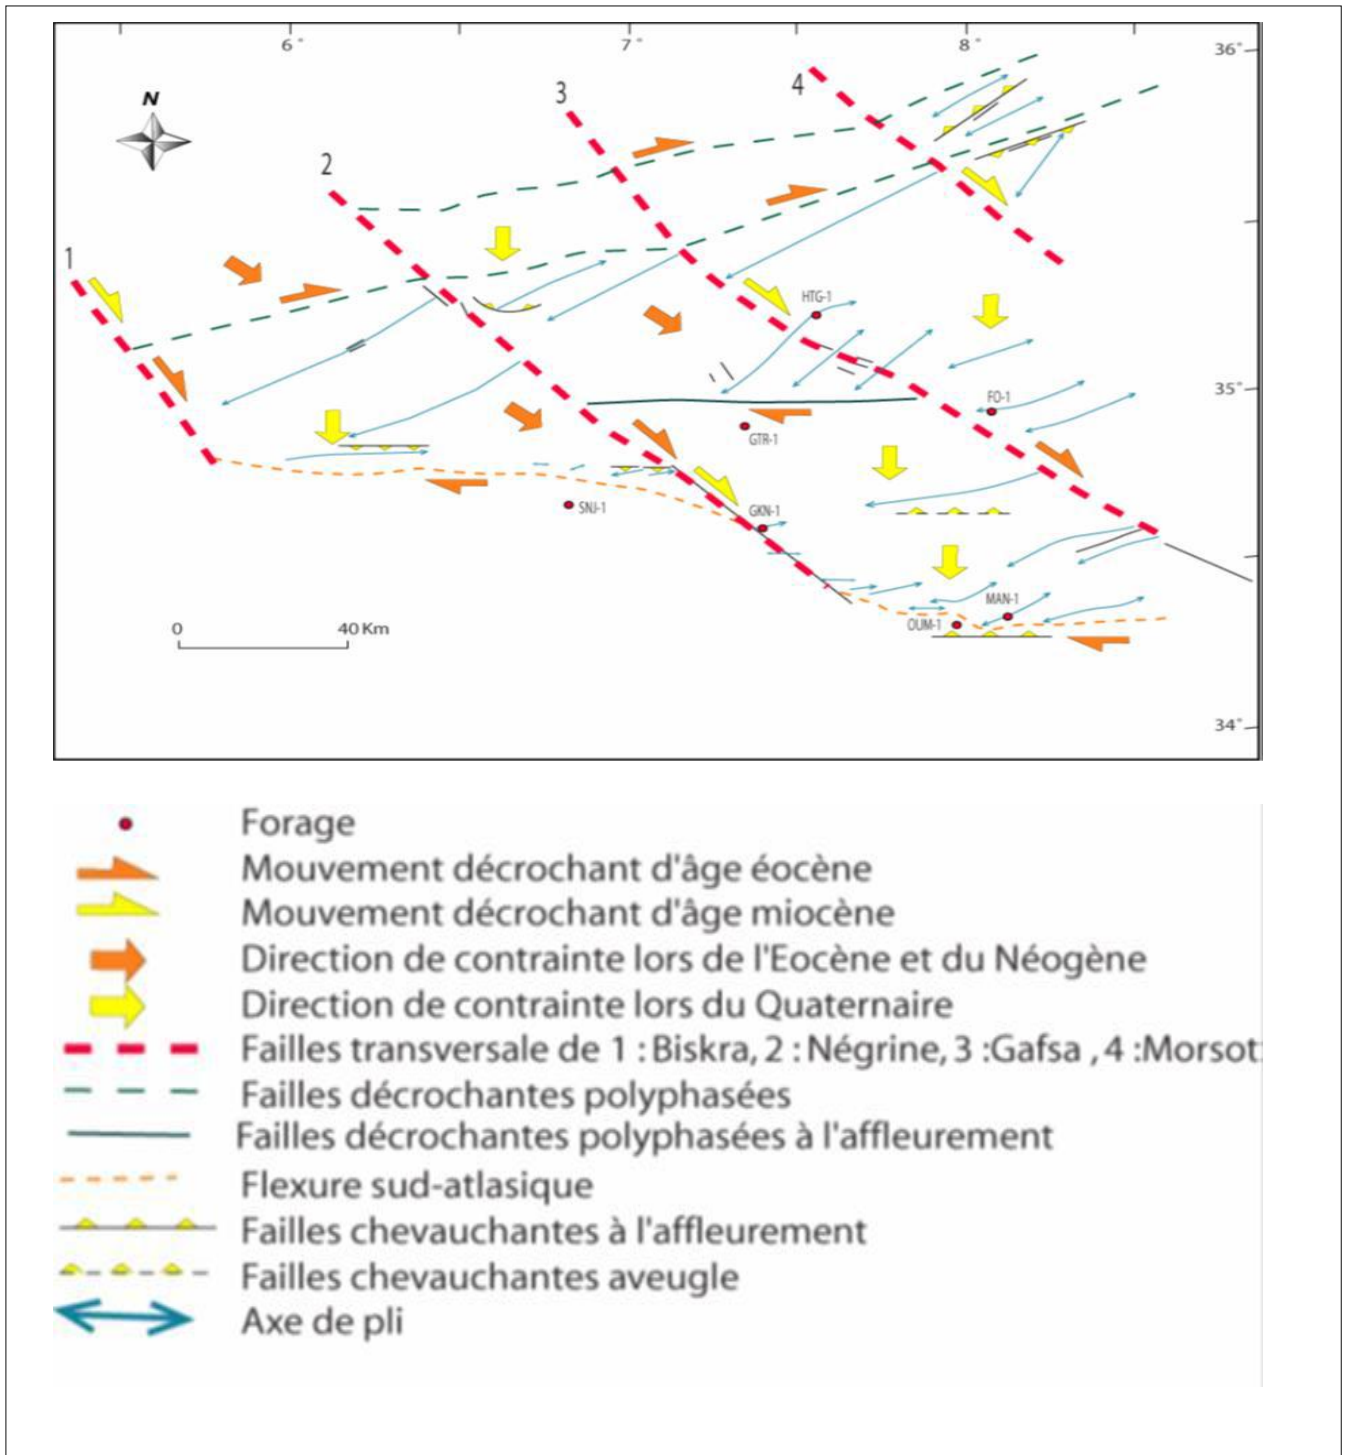 6°
7°
8°
36°
N
4
3
2
1
HTG-1
35°
FO-1
GTR-1
SNJ-1
GKN-1
MAN-1
OUM-1
0 40 Km
34°
Forage
Mouvement décrochant d'âge éocène
Mouvement décrochant d'âge miocène
Direction de contrainte lors de l'Eocène et du Néogène
Direction de contrainte lors du Quaternaire
Failles transversale de 1 : Biskra, 2 : Négrine, 3 :Gafsa , 4 :Morsot
Failles décrochantes polyphasées
Failles décrochantes polyphasées à l'affleurement
Flexure sud-atlasique
Failles chevauchantes à l'affleurement
Failles chevauchantes aveugle
Axe de pli